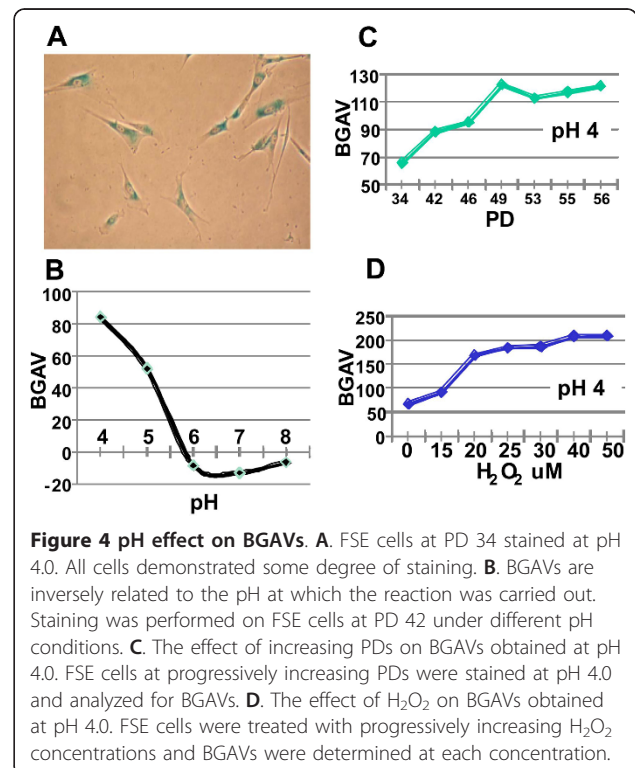 A
B
BGAV
100
80
60
40
20
0
-20
4 5 6 7 8
pH
C
BGAV
130
110
90
70
50
pH 4
34 42 46 49 53 55 56
PD
D
BGAV
250
200
150
100
50
0
pH 4
0 15 20 25 30 40 50
H₂O₂ uM
Figure 4 pH effect on BGAVs. A. FSE cells at PD 34 stained at pH
4.0. All cells demonstrated some degree of staining. B. BGAVs are
inversely related to the pH at which the reaction was carried out.
Staining was performed on FSE cells at PD 42 under different pH
conditions. C. The effect of increasing PDs on BGAVs obtained at pH
4.0. FSE cells at progressively increasing PDs were stained at pH 4.0
and analyzed for BGAVs. D. The effect of H₂O₂ on BGAVs obtained
at pH 4.0. FSE cells were treated with progressively increasing H₂O₂
concentrations and BGAVs were determined at each concentration.